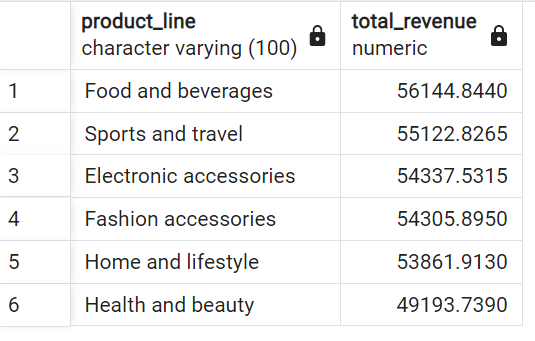 product_line total_revenue
character varying (100) numeric
1 Food and beverages 56144.8440
2 Sports and travel 55122.8265
3 Electronic accessories 54337.5315
4 Fashion accessories 54305.8950
5 Home and lifestyle 53861.9130
6 Health and beauty 49193.7390